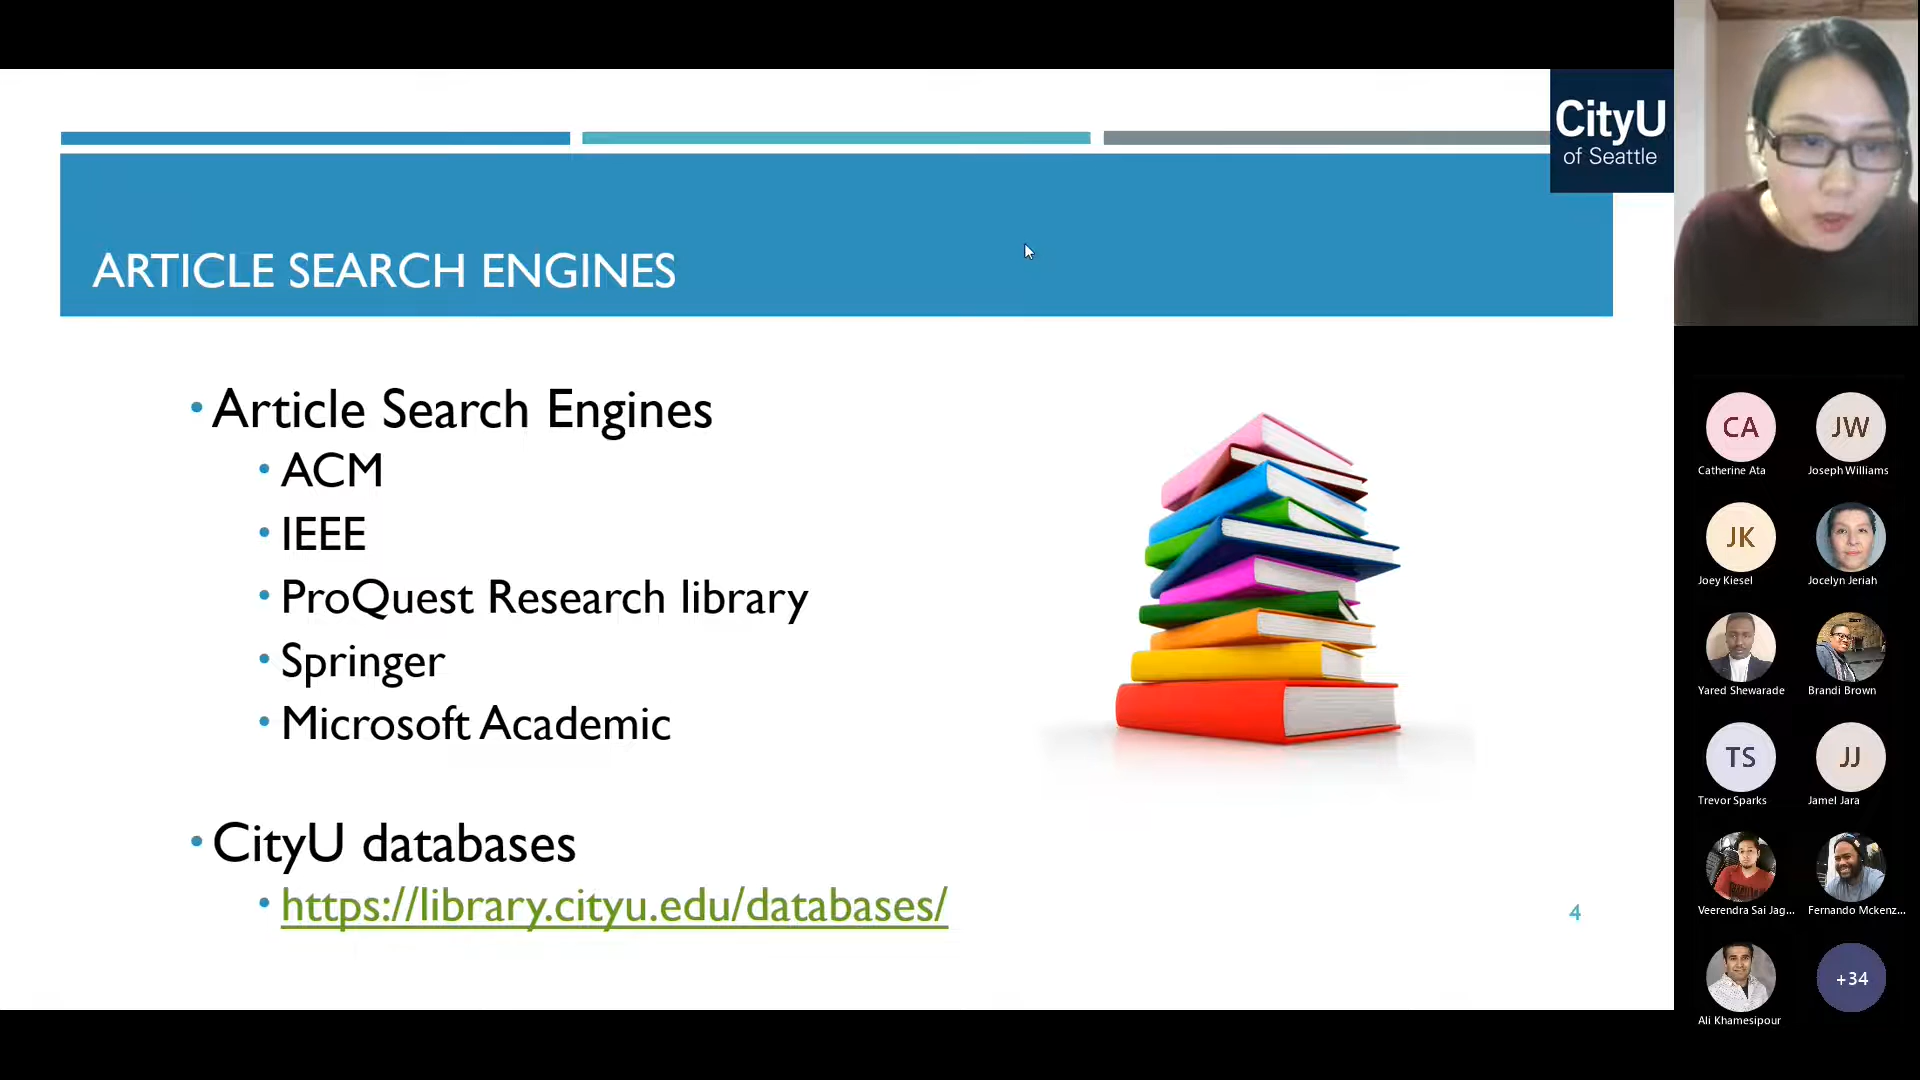 CityU
of Seattle
ARTICLE SEARCH ENGINES
• Article Search Engines
• ACM
• IEEE
• ProQuest Research library
• Springer
• Microsoft Academic
• CityU databases
• https://library.cityu.edu/databases/
4
CA
JW
Catherine Ata
Joseph Williams
JK
Joey Kiesel
Jocelyn Jeriah
Yared Shewarade
Brandi Brown
TS
JJ
Trevor Sparks
Jamel Jara
Veerendra Sai Jag...
Fernando Mckenz...
+34
Ali Khamesipour